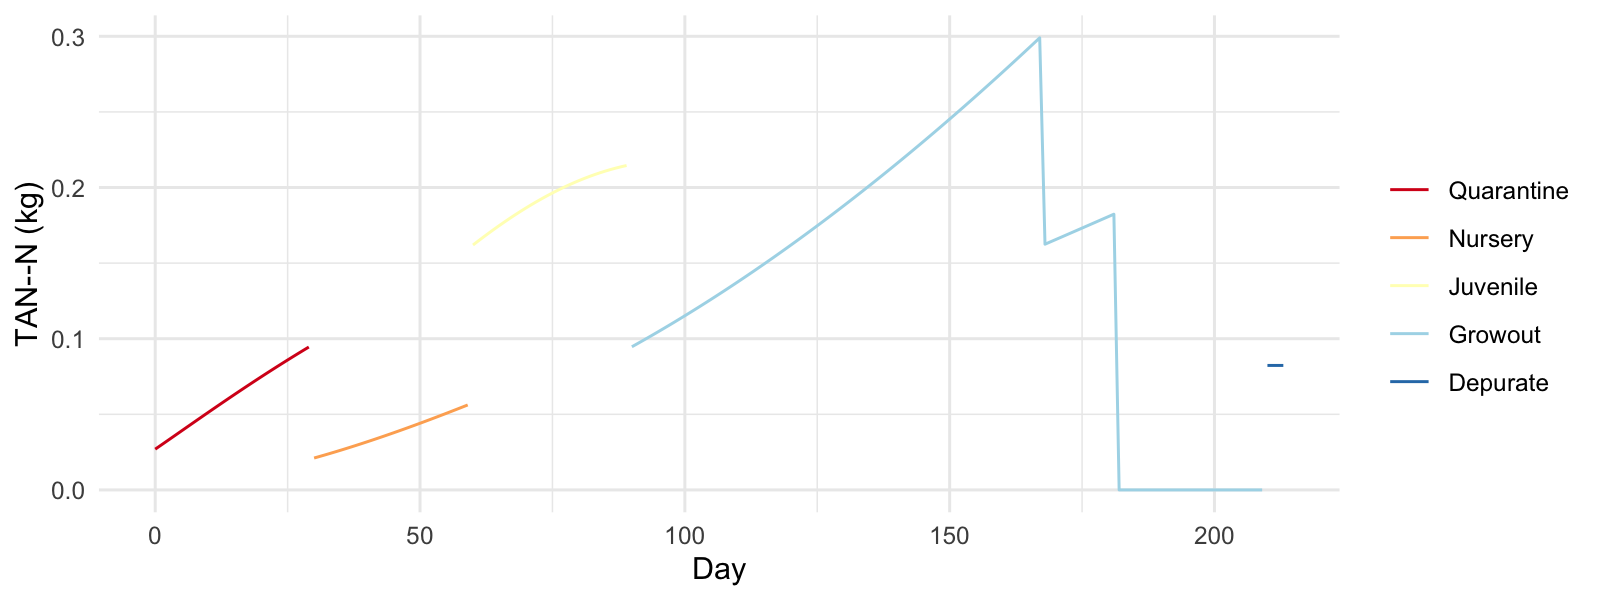 TAN--N (kg)
0.3
0.2
0.1
0.0
0
50
100
150
200
Day
Quarantine
Nursery
Juvenile
Growout
Depurate